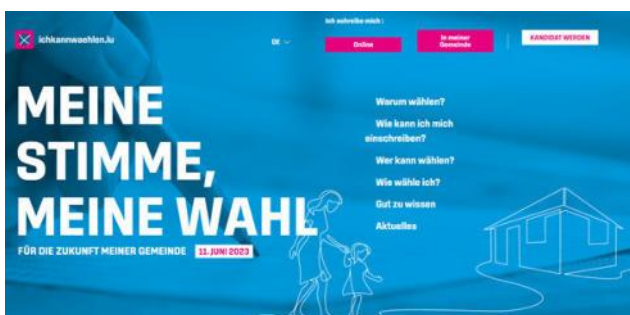 Ich schreibe mich :
ichkannwaehlen.lu
DE
Online
In meiner
Gemeinde
KANDIDAT WERDEN
MEINE
STIMME,
MEINE WAHL
FÜR DIE ZUKUNFT MEINER GEMEINDE 11. JUNI 2023
Warum wählen?
Wie kann ich mich
einschreiben?
Wer kann wählen?
Wie wähle ich?
Gut zu wissen
Aktuelles